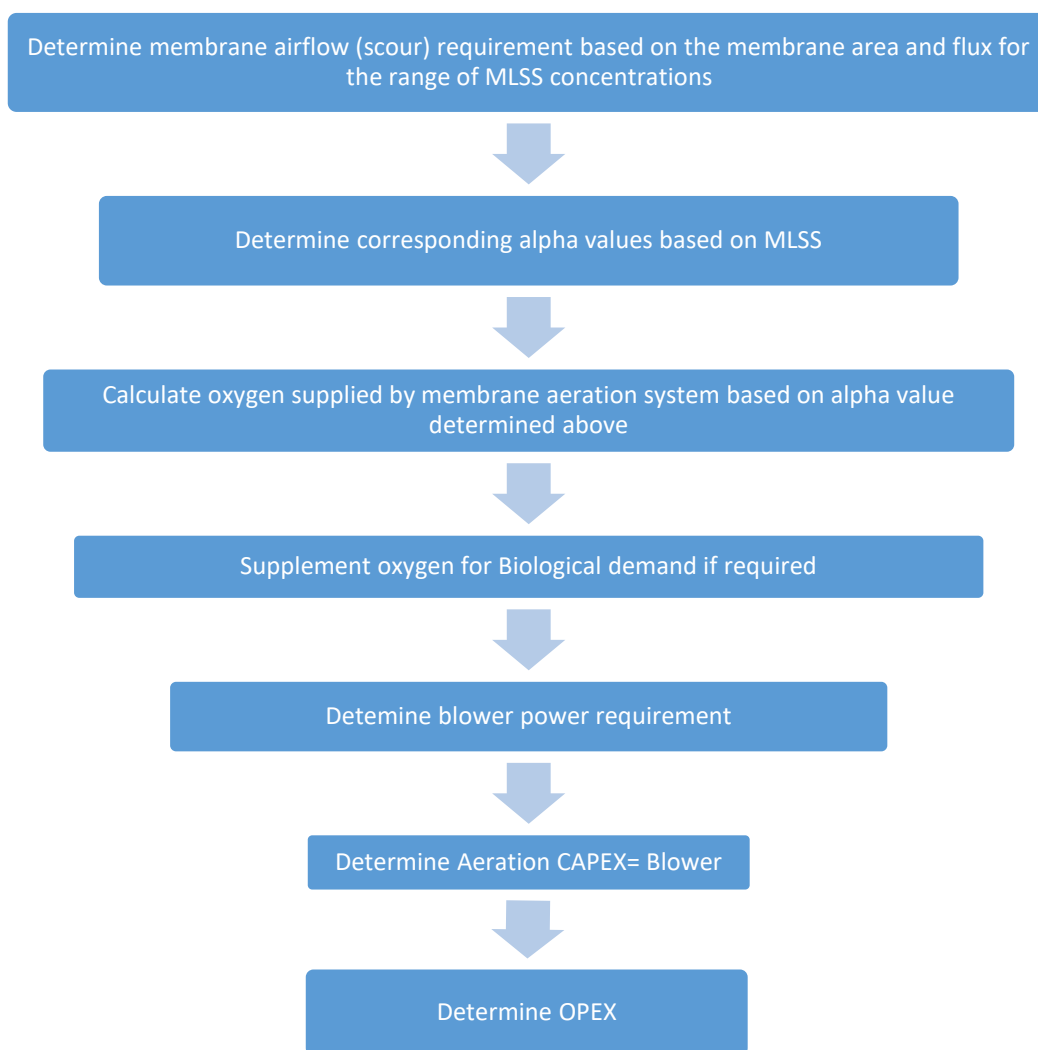 Determine membrane airflow (scour) requirement based on the membrane area and flux for
the range of MLSS concentrations
Determine corresponding alpha values based on MLSS
Calculate oxygen supplied by membrane aeration system based on alpha value
determined above
Supplement oxygen for Biological demand if required
Detemine blower power requirement
Determine Aeration CAPEX= Blower
Determine OPEX